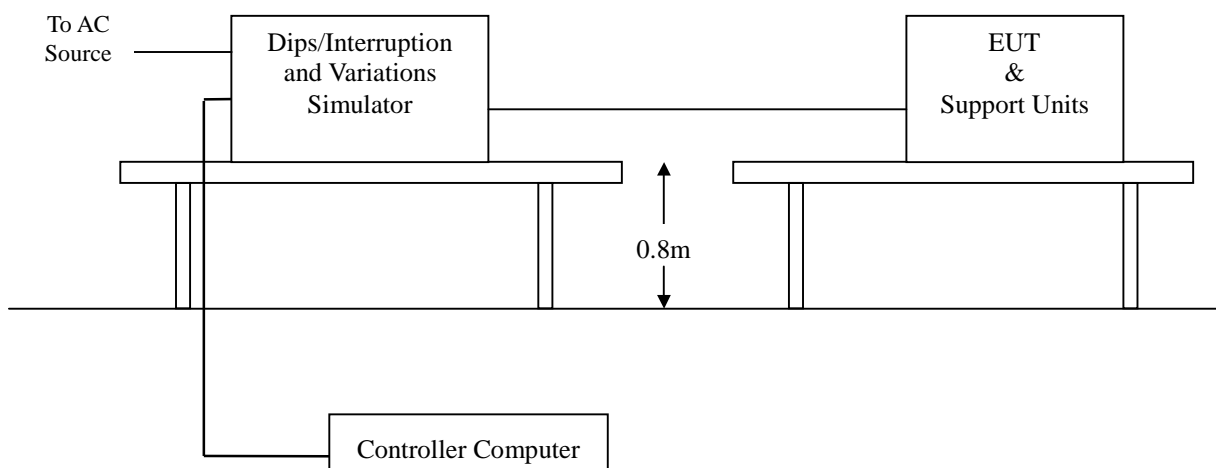 To AC
Source
Dips/Interruption
and Variations
Simulator
EUT
&
Support Units
0.8m
Controller Computer